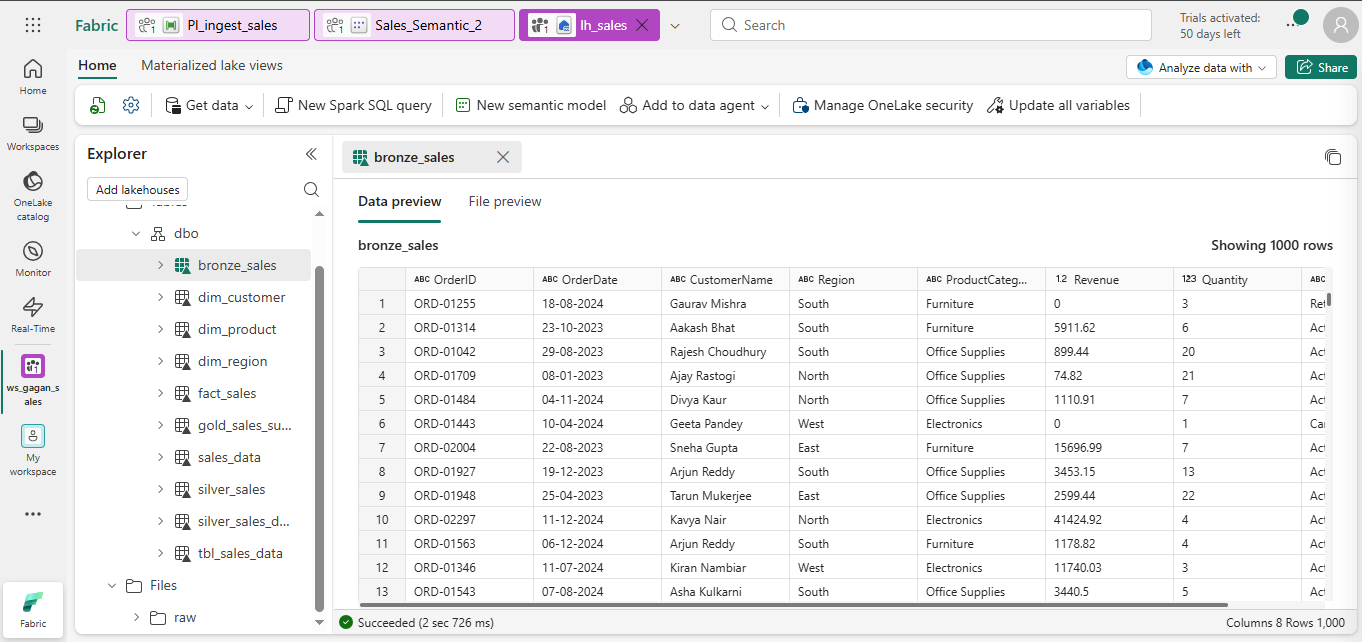 Fabric
PI_ingest_sales
Sales_Semantic_2
lh_sales
Search
Trials activated:
50 days left
Home
Workspaces
OneLake
catalog
Monitor
Real-Time
ws_gagan_s
ales
My
workspace
Fabric
Home
Materialized lake views
Analyze data with
Share
Get data
New Spark SQL query
New semantic model
Add to data agent
Manage OneLake security
Update all variables
Explorer
Add lakehouses
dbo
bronze_sales
dim_customer
dim_product
dim_region
fact_sales
gold_sales_su...
sales_data
silver_sales
silver_sales_d...
tbl_sales_data
Files
raw
bronze_sales
Data preview File preview
bronze_sales Showing 1000 rows
ABC OrderID ABC OrderDate ABC CustomerName ABC Region ABC ProductCateg... 1.2 Revenue 123 Quantity ABC
1 ORD-01255 18-08-2024 Gaurav Mishra South Furniture 0 3
2 ORD-01314 23-10-2023 Aakash Bhat South Furniture 5911.62 6
3 ORD-01042 29-08-2023 Rajesh Choudhury South Office Supplies 899.44 20
4 ORD-01709 08-01-2023 Ajay Rastogi North Office Supplies 74.82 21
5 ORD-01484 04-11-2024 Divya Kaur North Office Supplies 1110.91 7
6 ORD-01443 10-04-2024 Geeta Pandey West Electronics 0 1
7 ORD-02004 22-08-2023 Sneha Gupta East Furniture 15696.99 7
8 ORD-01927 19-12-2023 Arjun Reddy South Office Supplies 3453.15 13
9 ORD-01948 25-04-2023 Tarun Mukerjee East Office Supplies 2599.44 22
10 ORD-02297 11-12-2024 Kavya Nair North Electronics 41424.92 4
11 ORD-01563 06-12-2024 Arjun Reddy South Furniture 1178.82 4
12 ORD-01346 11-07-2024 Kiran Nambiar West Electronics 11740.03 3
13 ORD-01543 07-08-2024 Asha Kulkarni South Office Supplies 3440.5 5
Succeeded (2 sec 726 ms) Columns 8 Rows 1,000